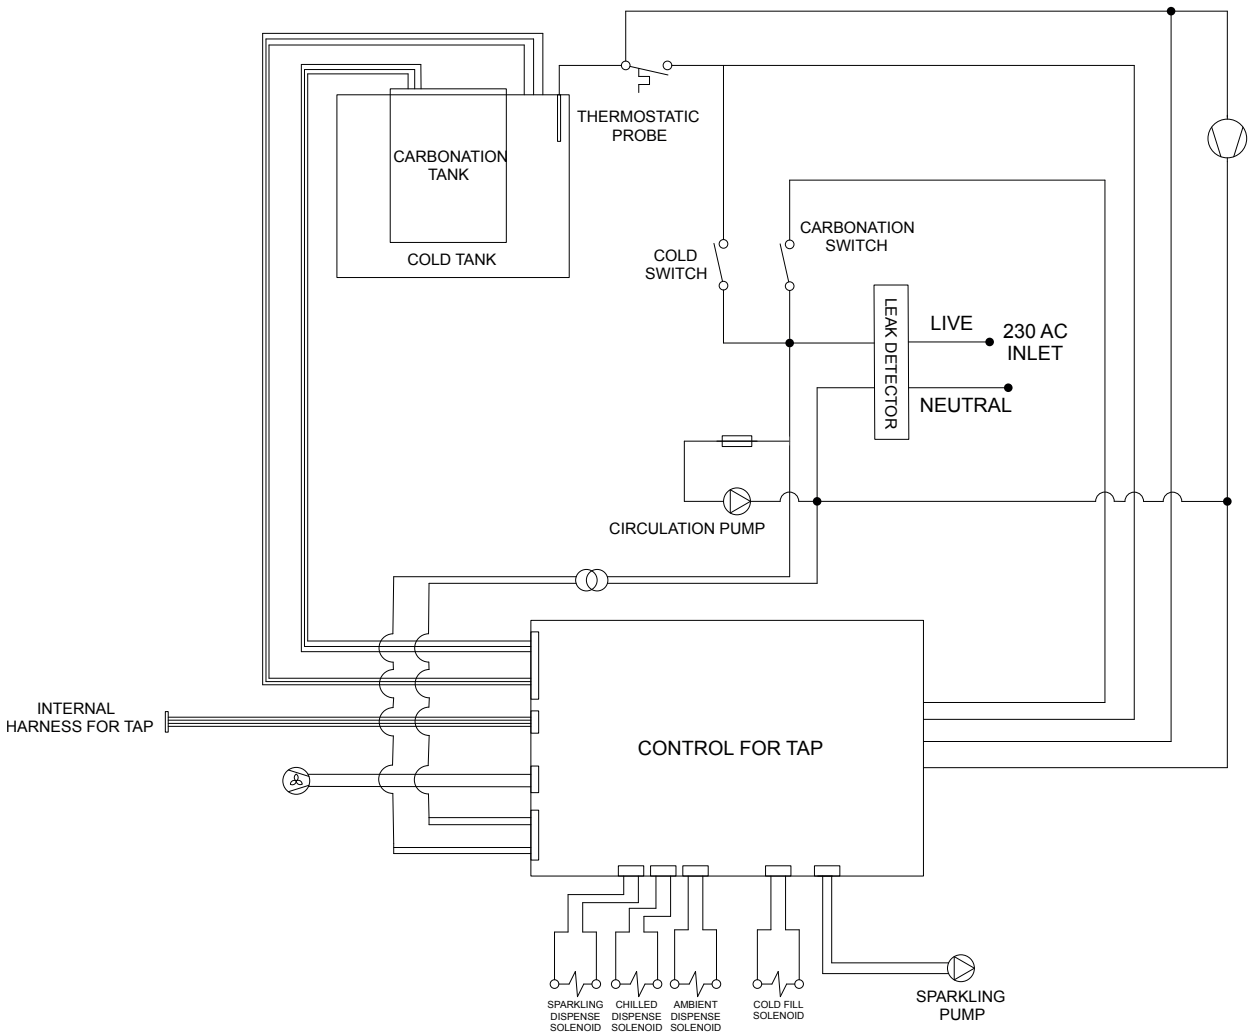 THERMOSTATIC
PROBE
CARBONATION
TANK
COLD TANK
CARBONATION
SWITCH
COLD
SWITCH
LEAK DETECTOR
LIVE
230 AC
INLET
NEUTRAL
CIRCULATION PUMP
INTERNAL
HARNESS FOR TAP
CONTROL FOR TAP
SPARKLING
DISPENSE
SOLENOID
CHILLED
DISPENSE
SOLENOID
AMBIENT
DISPENSE
SOLENOID
COLD FILL
SOLENOID
SPARKLING
PUMP